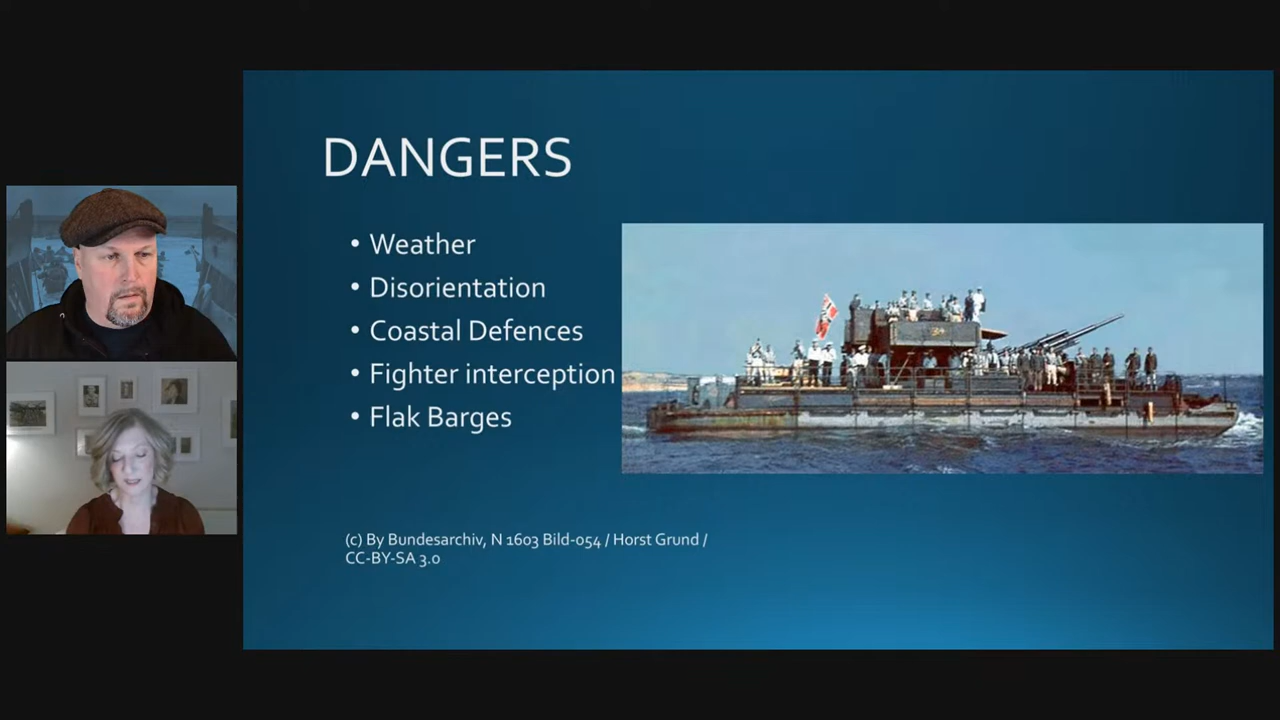 DANGERS
• Weather
• Disorientation
• Coastal Defences
• Fighter interception
• Flak Barges
(c) By Bundesarchiv, N 1603 Bild-054 / Horst Grund /
CC-BY-SA 3.0